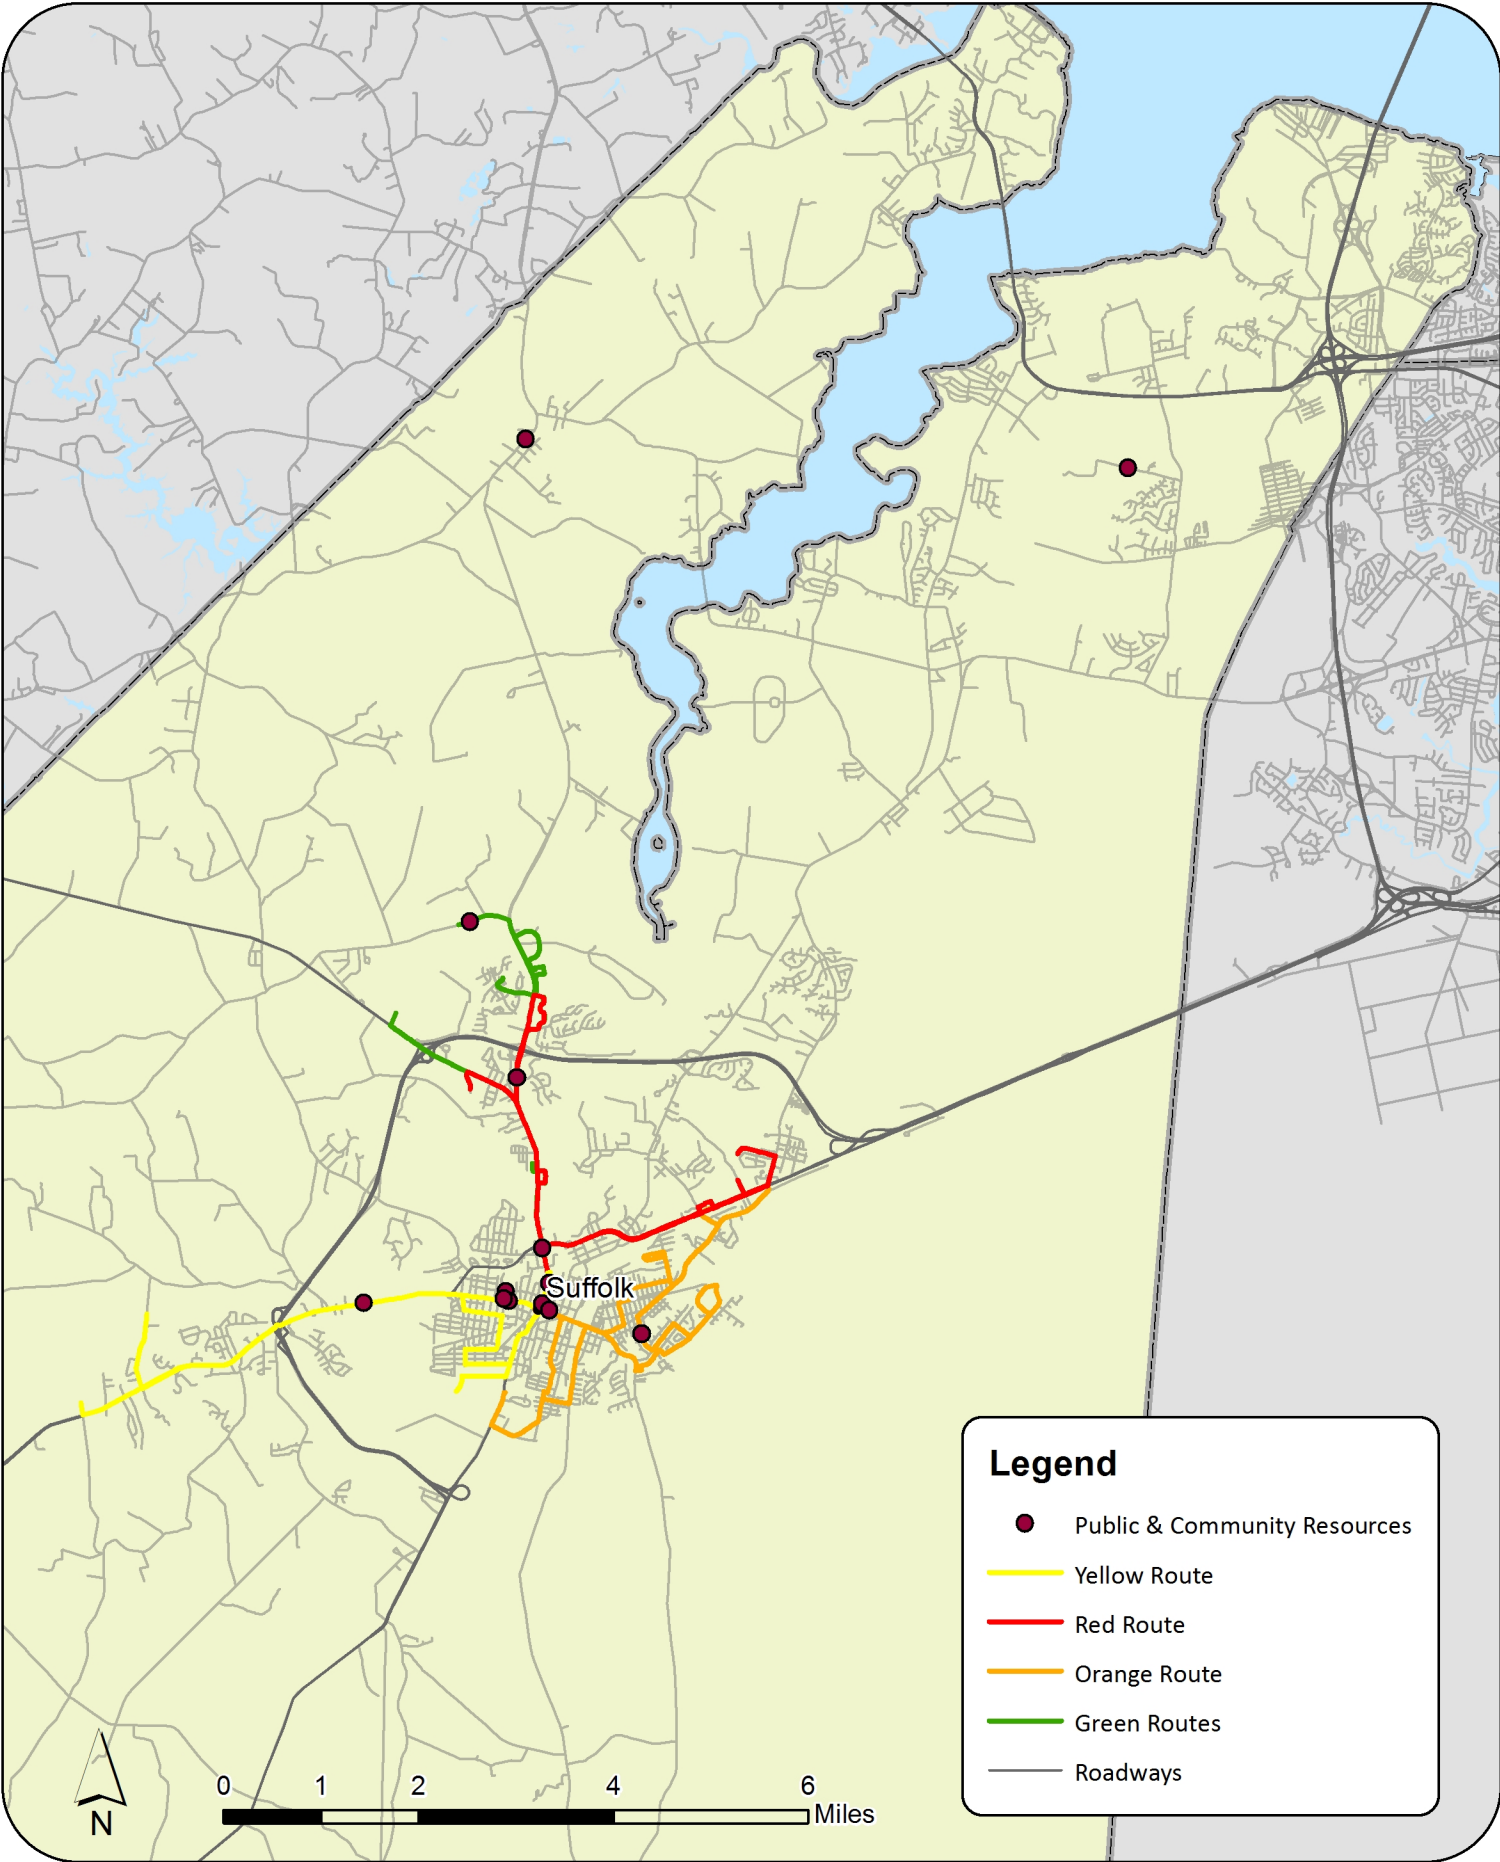 Suffolk
Legend
Public & Community Resources
Yellow Route
Red Route
Orange Route
Green Routes
Roadways
0 1 2 4 6
Miles
N